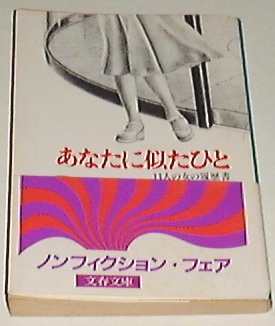 あなたに似たひと
11人の女の履歴書
ノンフィクション・フェア
文春文庫